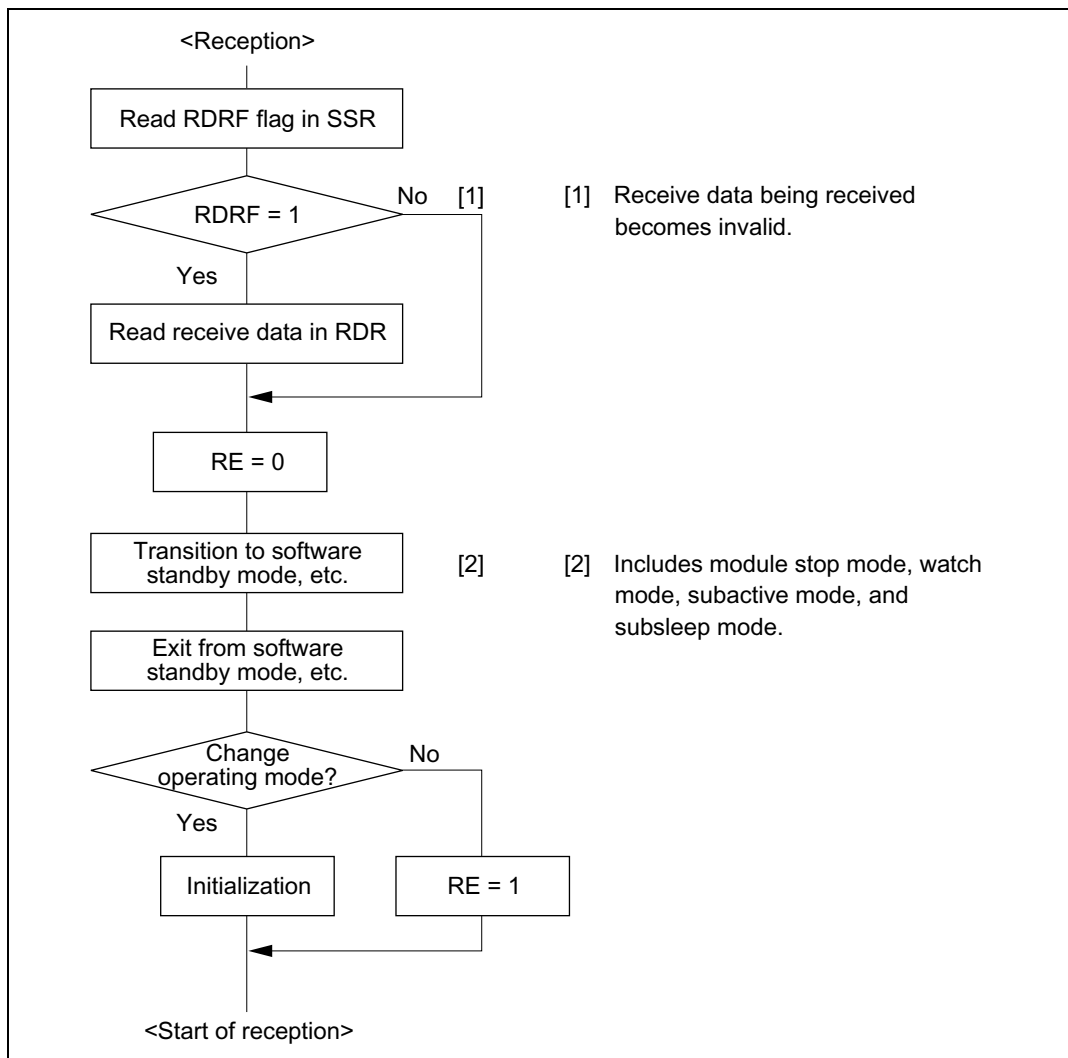 <Reception>
Read RDRF flag in SSR
No [1]
RDRF = 1
[1] Receive data being received
becomes invalid.
Yes
Read receive data in RDR
RE = 0
Transition to software
standby mode, etc.
[2]
[2] Includes module stop mode, watch
mode, subactive mode, and
subsleep mode.
Exit from software
standby mode, etc.
Change
operating mode?
No
Yes
Initialization
RE = 1
<Start of reception>